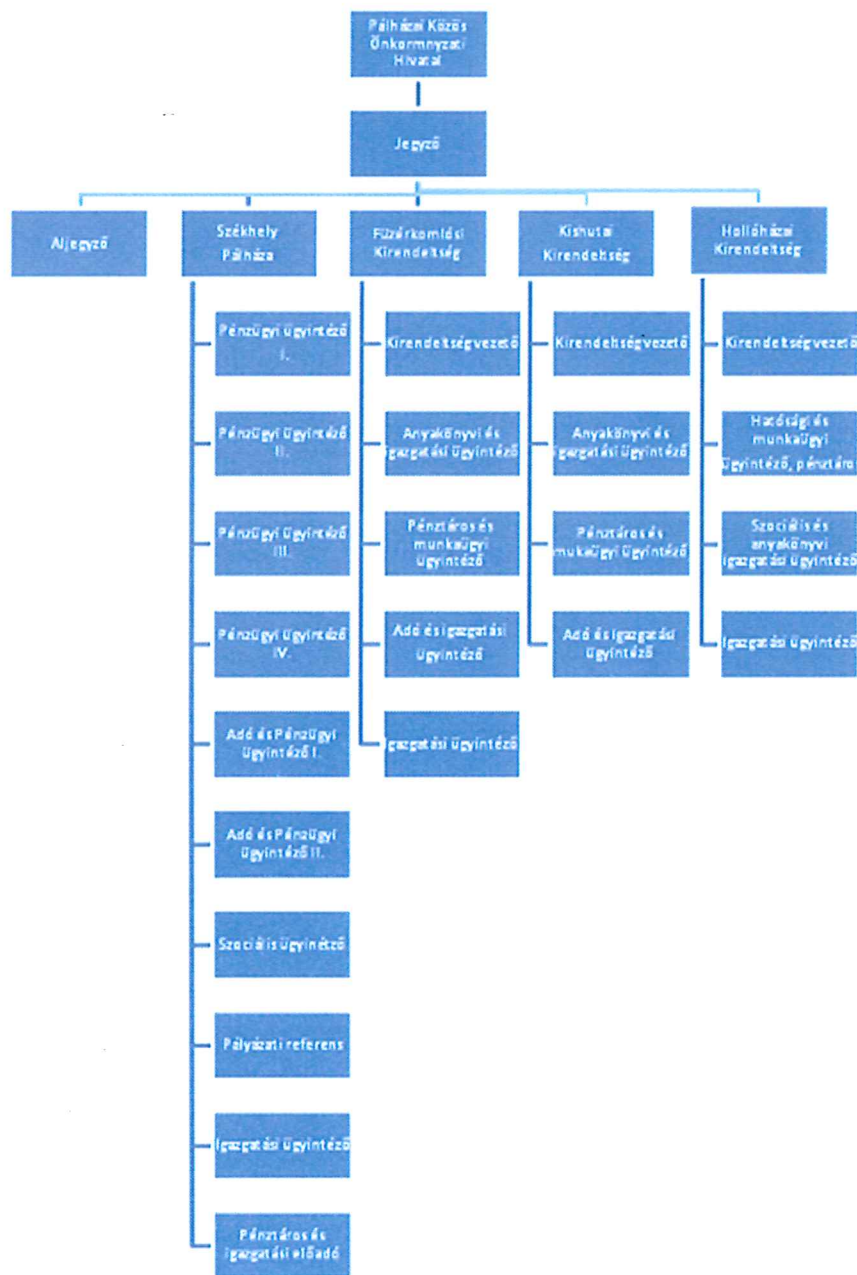 Pálházai Közös
Önkormnyzati
Hivatal
Jegyző
Aljegyző
Székhely
Pálháza
Füzérkomlósi
Kirendeltség
Kishutai
Kirendeltség
Hollóházai
Kirendeltség
Pénzügyi ügyintéző
I.
Pénzügyi ügyintéző
II.
Pénzügyi ügyintéző
III.
Pénzügyi ügyintéző
IV.
Adó és Pénzügyi
ügyintéző I.
Adó és Pénzügyi
ügyintéző II.
Szociális ügyinétző
Pályázati referens
Igazgatási ügyintéző
Pénztáros és
igazgatási előadó
Kirendeltségvezető
Anyakönyvi és
igazgatási ügyintéző
Pénztáros és
munkaügyi
ügyintéző
Adó és igazgatási
ügyintéző
Igazgatási ügyintéző
Kirendeltségvezető
Anyakönyvi és
igazgatási ügyintéző
Pénztáros és
mukaügyi ügyintéző
Adó és igazgatási
ügyintéző
Kirendeltségvezető
Hatósági és
munkaügyi
ügyintéző, pénztáro
Szociális és
anyakönyvi
igazgatási ügyintéző
Igazgatási ügyintéző